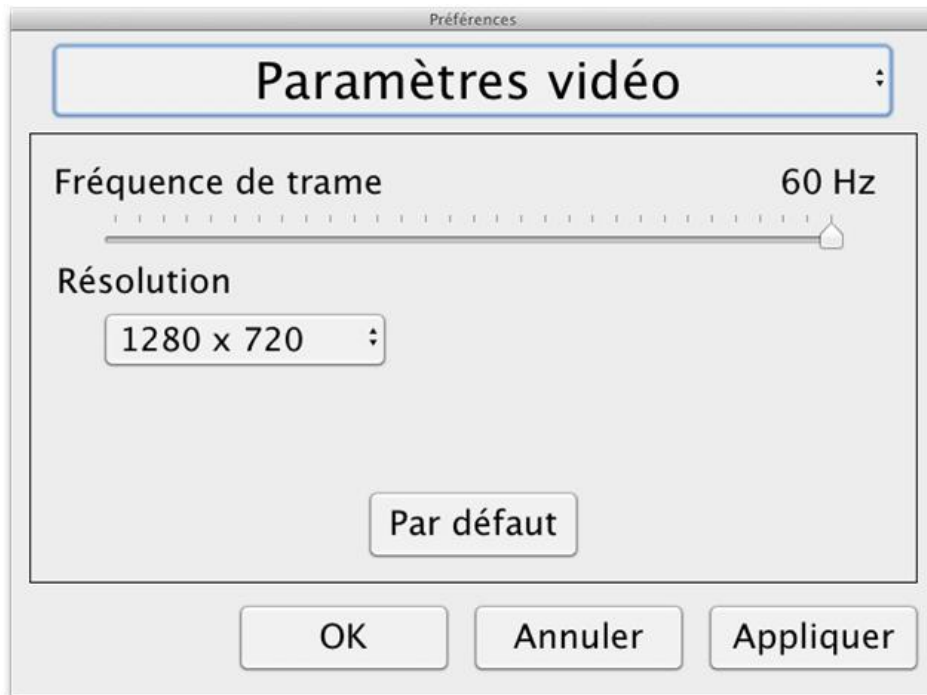 Préférences
Paramètres vidéo
Fréquence de trame 60 Hz
Résolution
1280 x 720
Par défaut
OK Annuler Appliquer